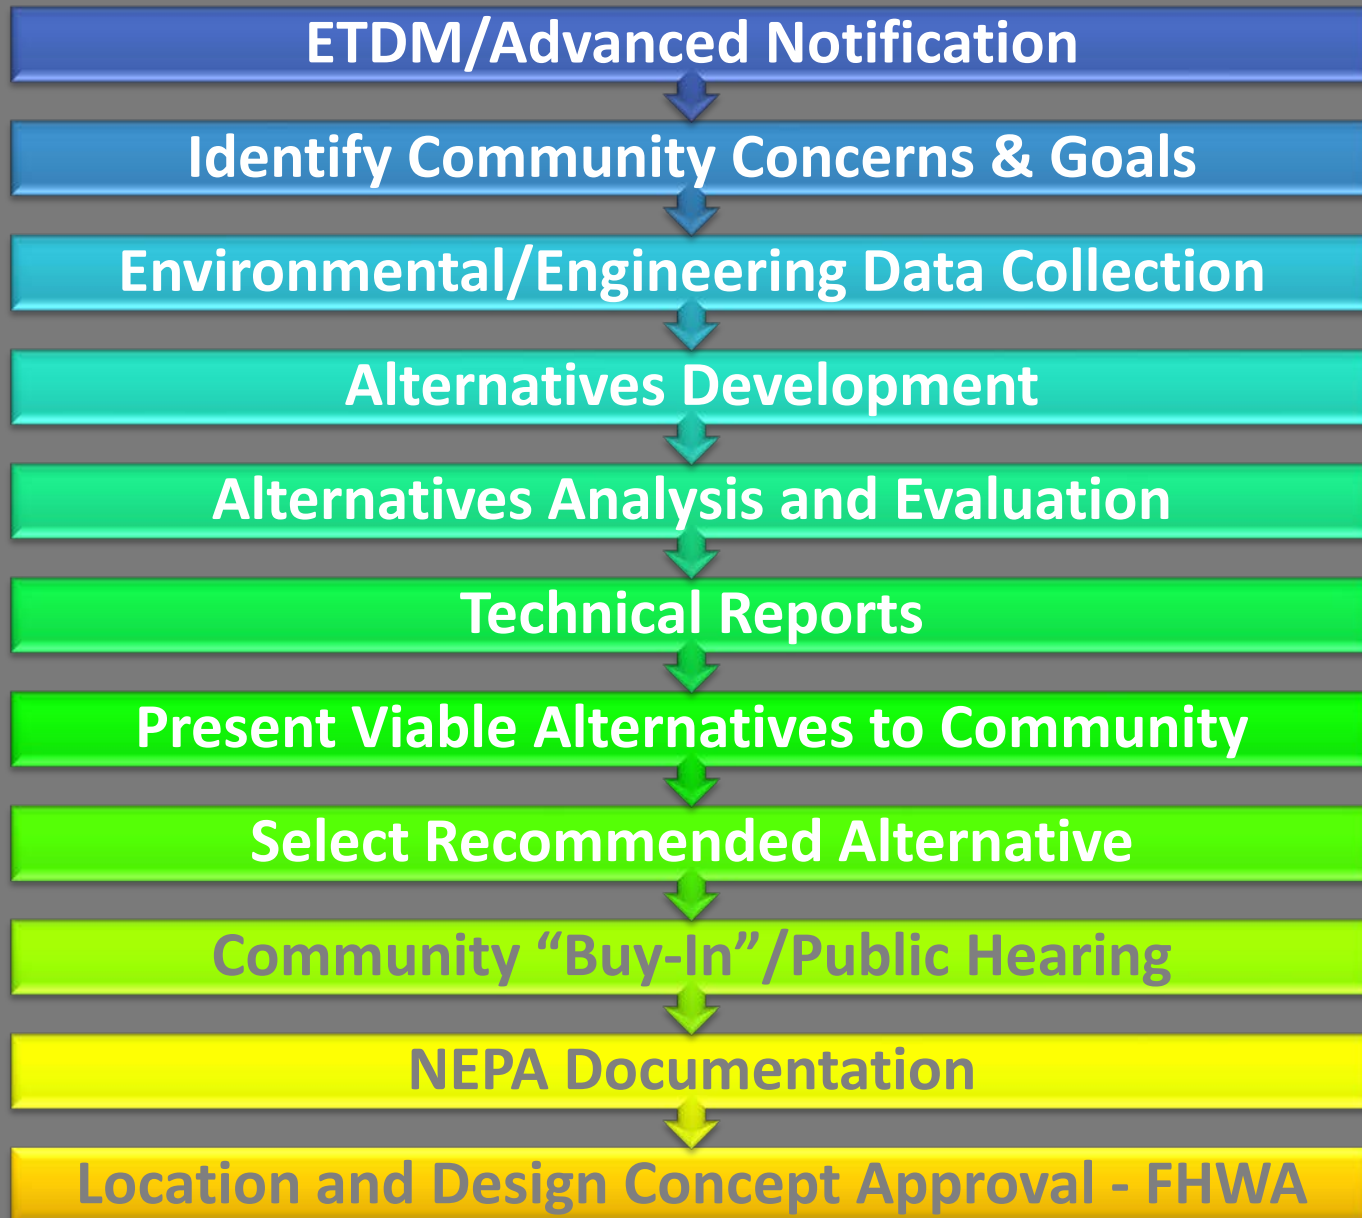 ETDM/Advanced Notification
Identify Community Concerns & Goals
Environmental/Engineering Data Collection
Alternatives Development
Alternatives Analysis and Evaluation
Technical Reports
Present Viable Alternatives to Community
Select Recommended Alternative
Community “Buy-In”/Public Hearing
NEPA Documentation
Location and Design Concept Approval - FHWA